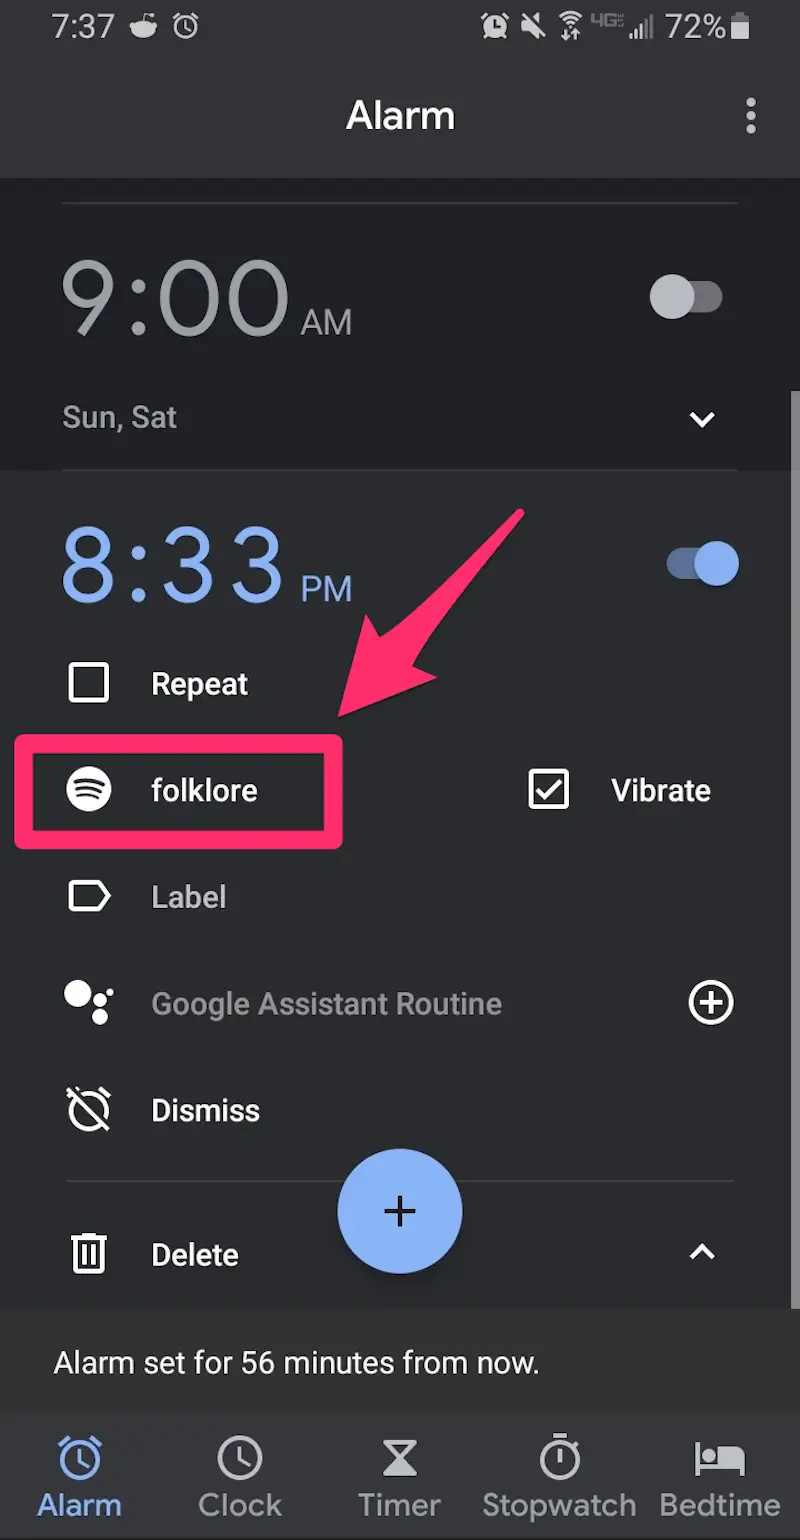 7:37 4GE 72%
Alarm
9:00 AM
Sun, Sat
8:33 PM
Repeat
folklore Vibrate
Label
Google Assistant Routine
Dismiss
Delete
Alarm set for 56 minutes from now.
Alarm Clock Timer Stopwatch Bedtime